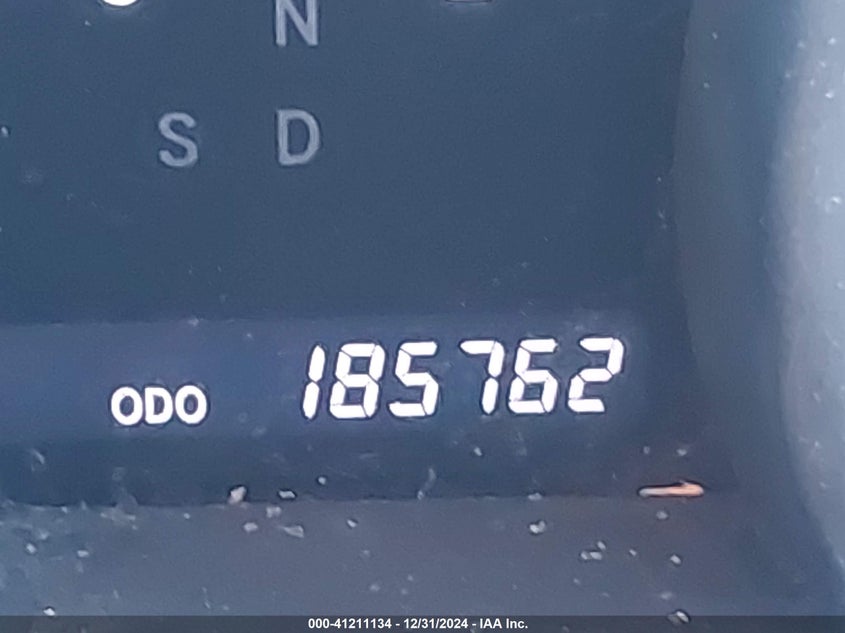 N
S D
ODO 185762
000-41211134 - 12/31/2024 - IAA Inc.